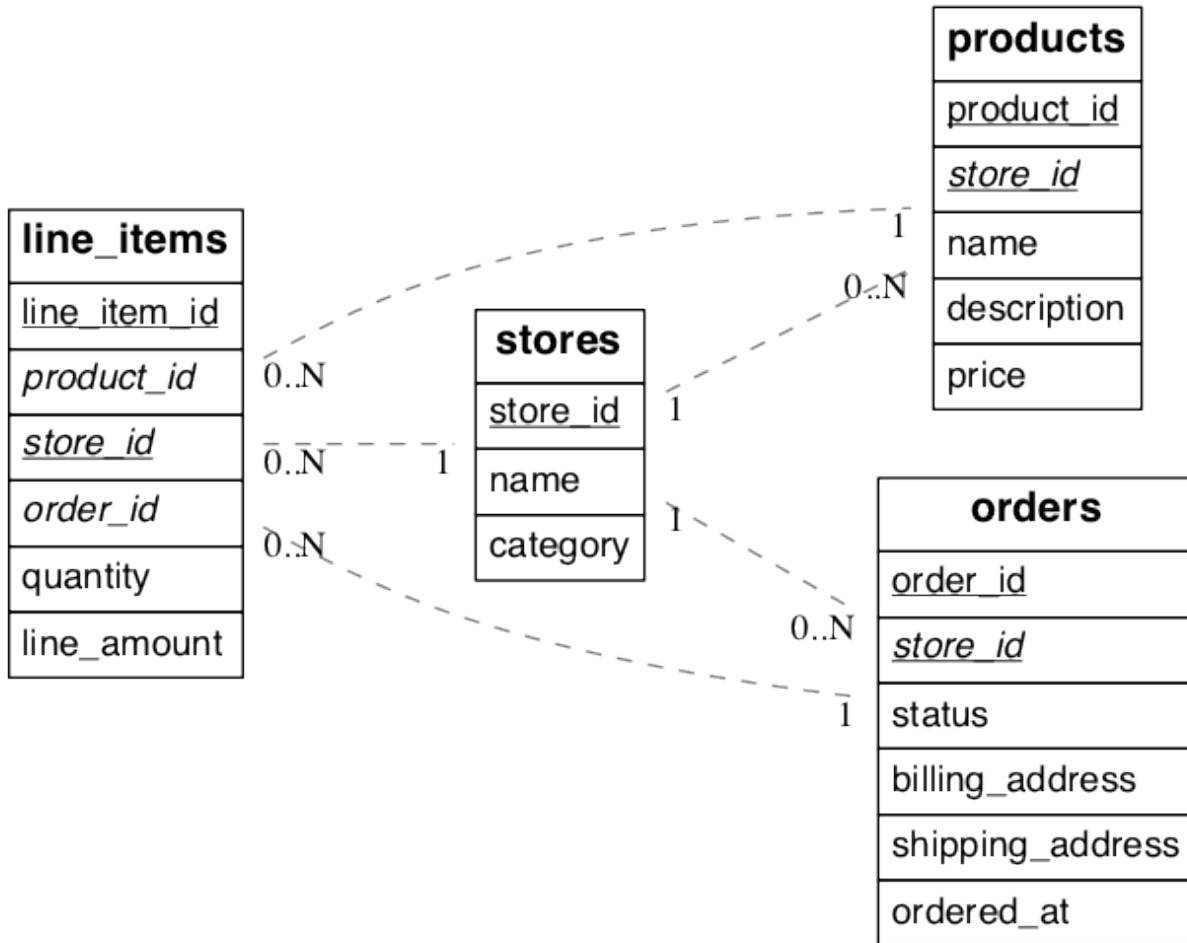 products
product_id
store_id
name
description
price
1
0..N
line_items
line_item_id
product_id
store_id
order_id
quantity
line_amount
0..N
0..N
0..N
1
stores
store_id
name
category
1
1
0..N
1
orders
order_id
store_id
status
billing_address
shipping_address
ordered_at